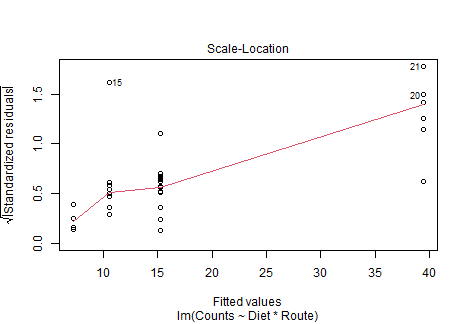 Scale-Location
√|Standardized residuals|
0.0 0.5 1.0 1.5
15
21
20
10 15 20 25 30 35 40
Fitted values
lm(Counts ~ Diet * Route)